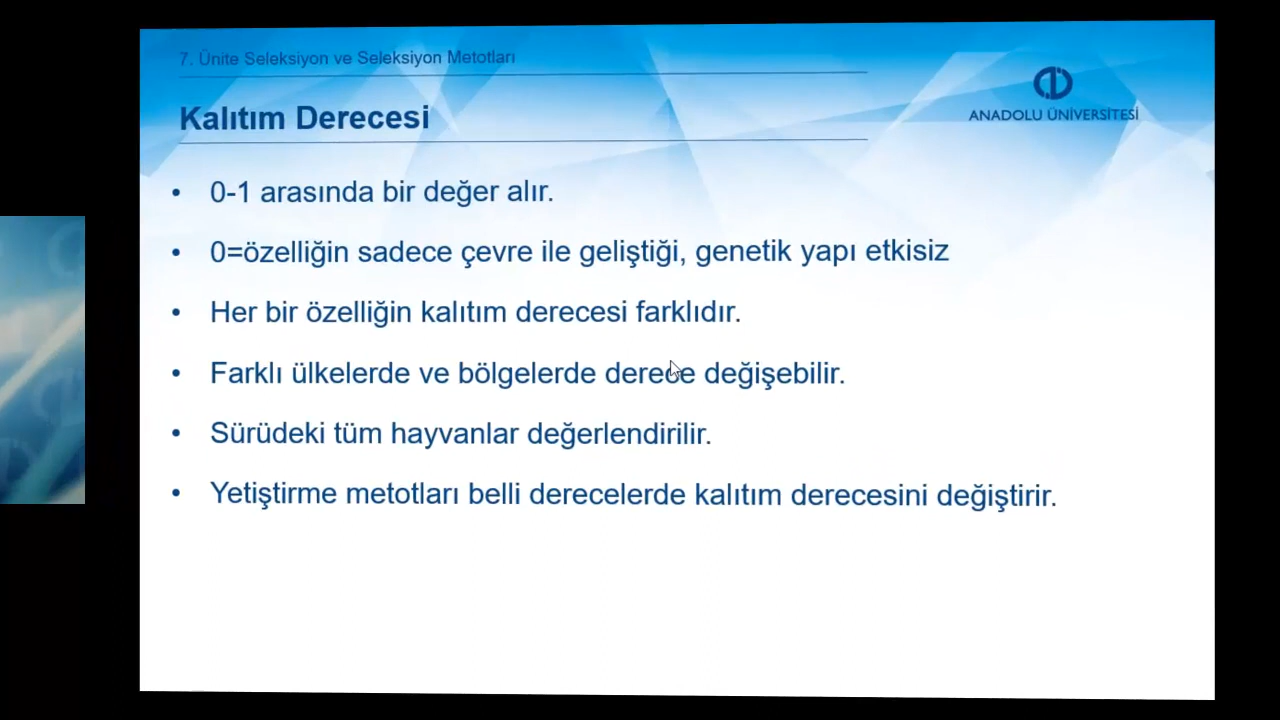 7. Ünite Seleksiyon ve Seleksiyon Metotları
Kalıtım Derecesi
ANADOLU ÜNİVERSİTESİ
• 0-1 arasında bir değer alır.
• 0=özelliğin sadece çevre ile geliştiği, genetik yapı etkisiz
• Her bir özelliğin kalıtım derecesi farklıdır.
• Farklı ülkelerde ve bölgelerde derece değişebilir.
• Sürüdeki tüm hayvanlar değerlendirilir.
• Yetiştirme metotları belli derecelerde kalıtım derecesini değiştirir.